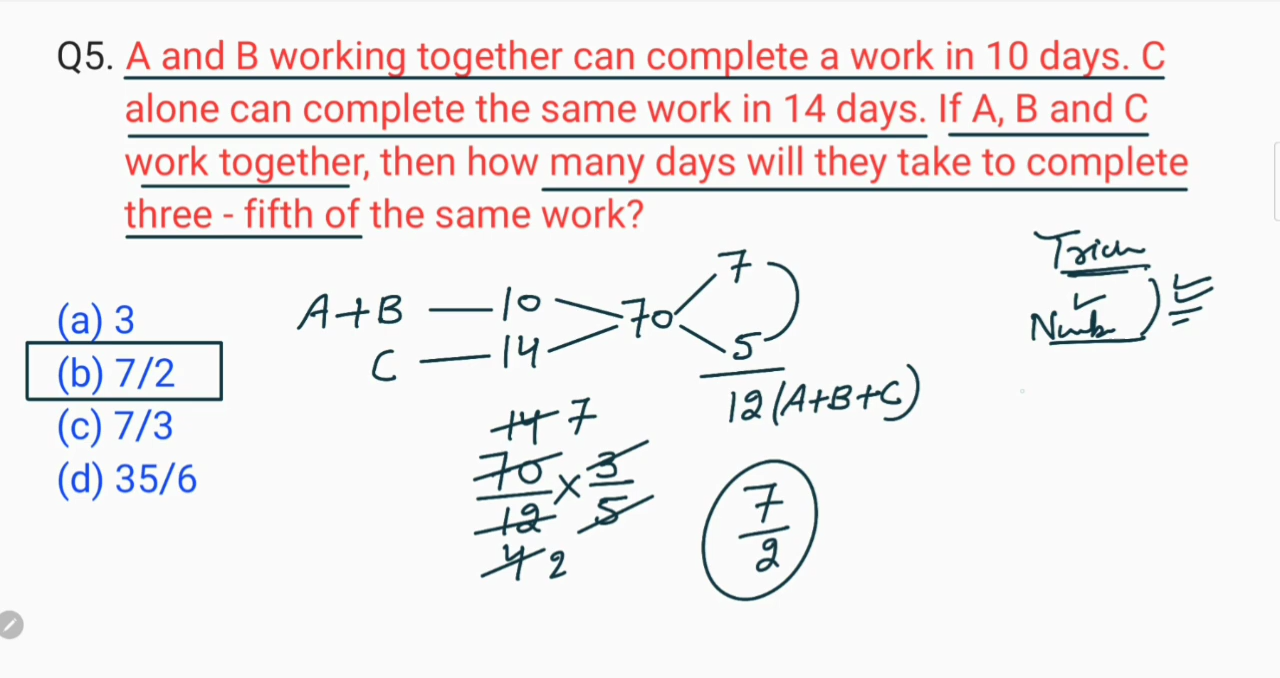 Q5. A and B working together can complete a work in 10 days. C
alone can complete the same work in 14 days. If A, B and C
work together, then how many days will they take to complete
three - fifth of the same work?
(a) 3
(b) 7/2
(c) 7/3
(d) 35/6
A+B — 10
C — 14
70
7
5
12 (A+B+C)
14 7
70/12 × 3/5
4 2
7/2